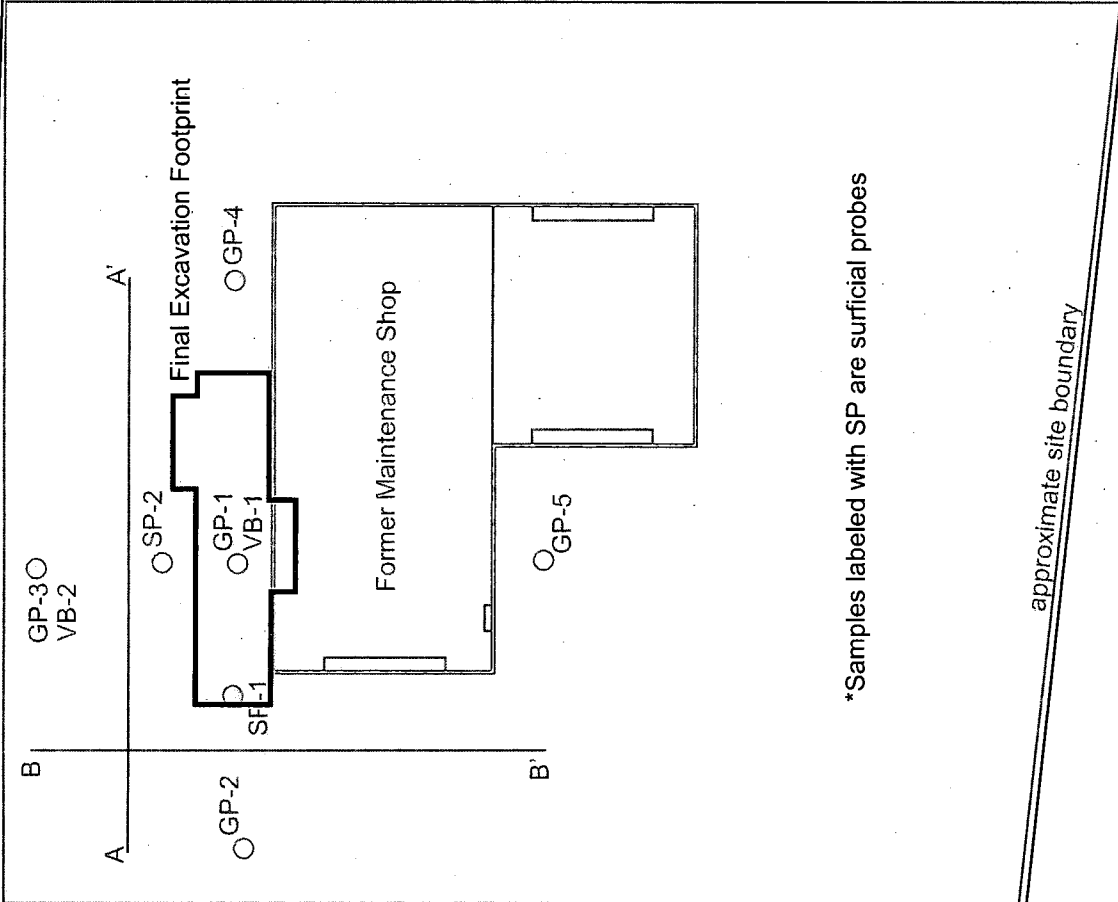 GP-3
VB-2
B
A
A'
Final Excavation Footprint
SP-2
GP-4
GP-1
VB-1
SP-1
GP-2
B'
Former Maintenance Shop
GP-5
*Samples labeled with SP are surficial probes
approximate site boundary